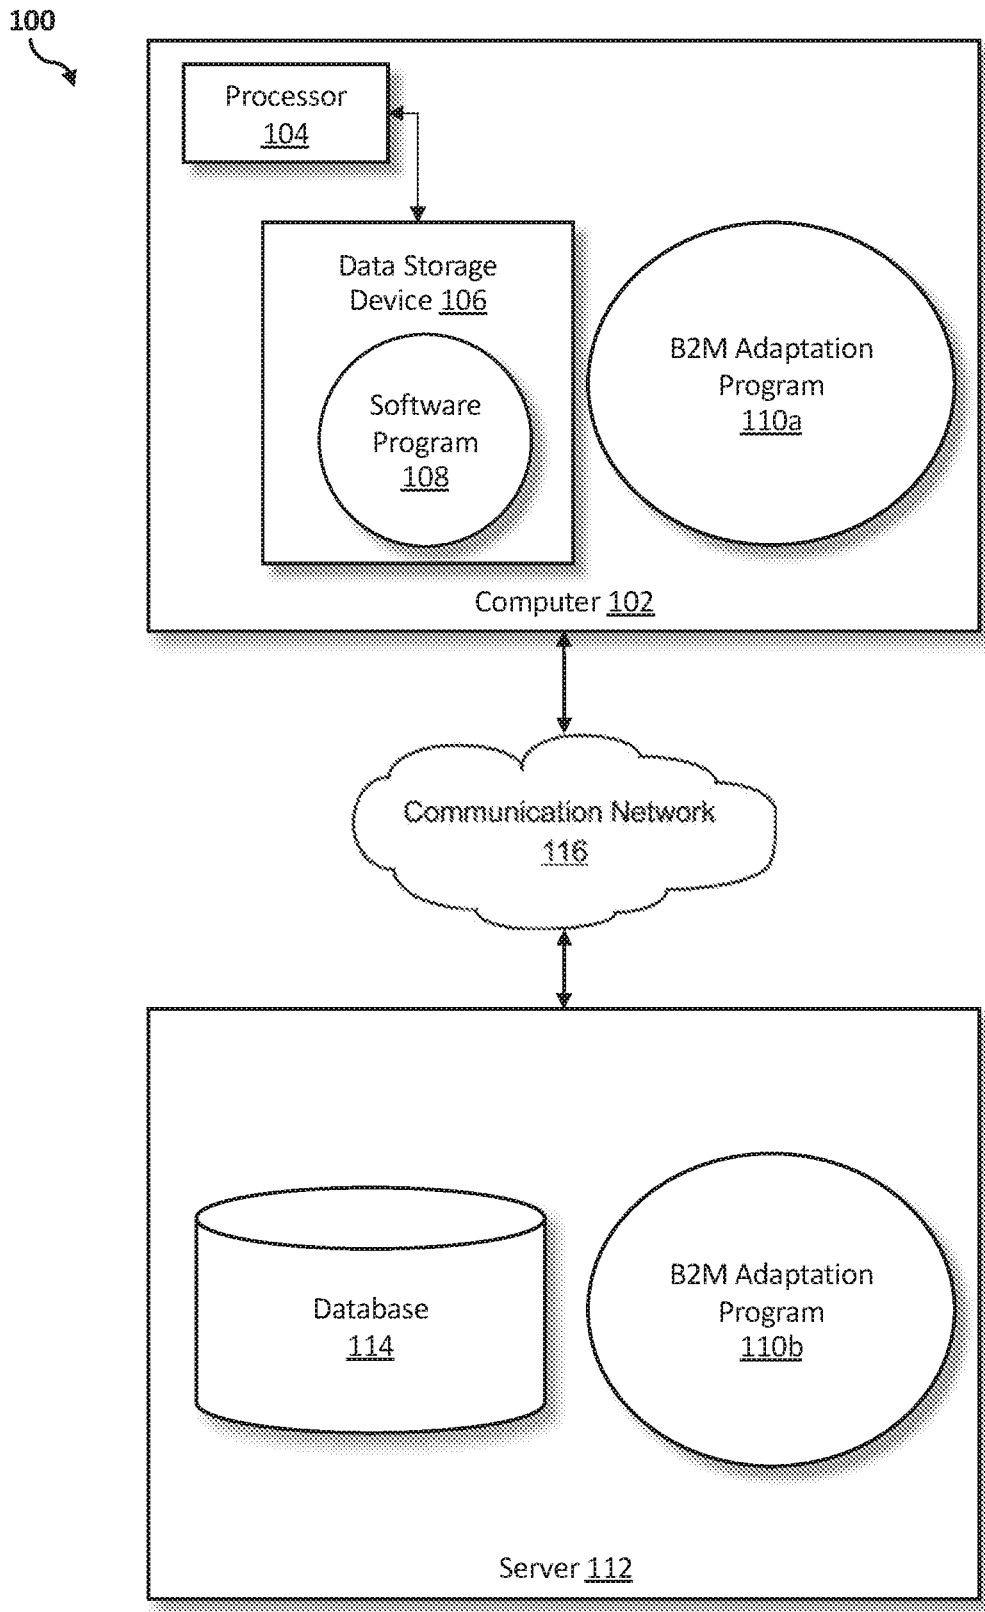 100
Processor
104
Data Storage
Device 106
Software
Program
108
B2M Adaptation
Program
110a
Computer 102
Communication Network
116
Database
114
B2M Adaptation
Program
110b
Server 112